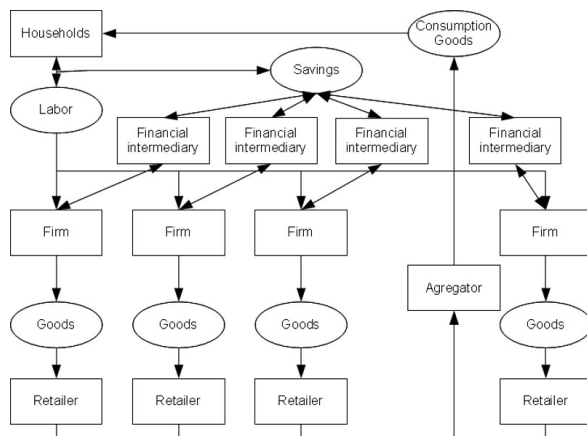 Households
Consumption
Goods
Savings
Labor
Financial
intermediary
Financial
intermediary
Financial
intermediary
Financial
intermediary
Firm
Firm
Firm
Firm
Agregator
Goods
Goods
Goods
Goods
Retailer
Retailer
Retailer
Retailer